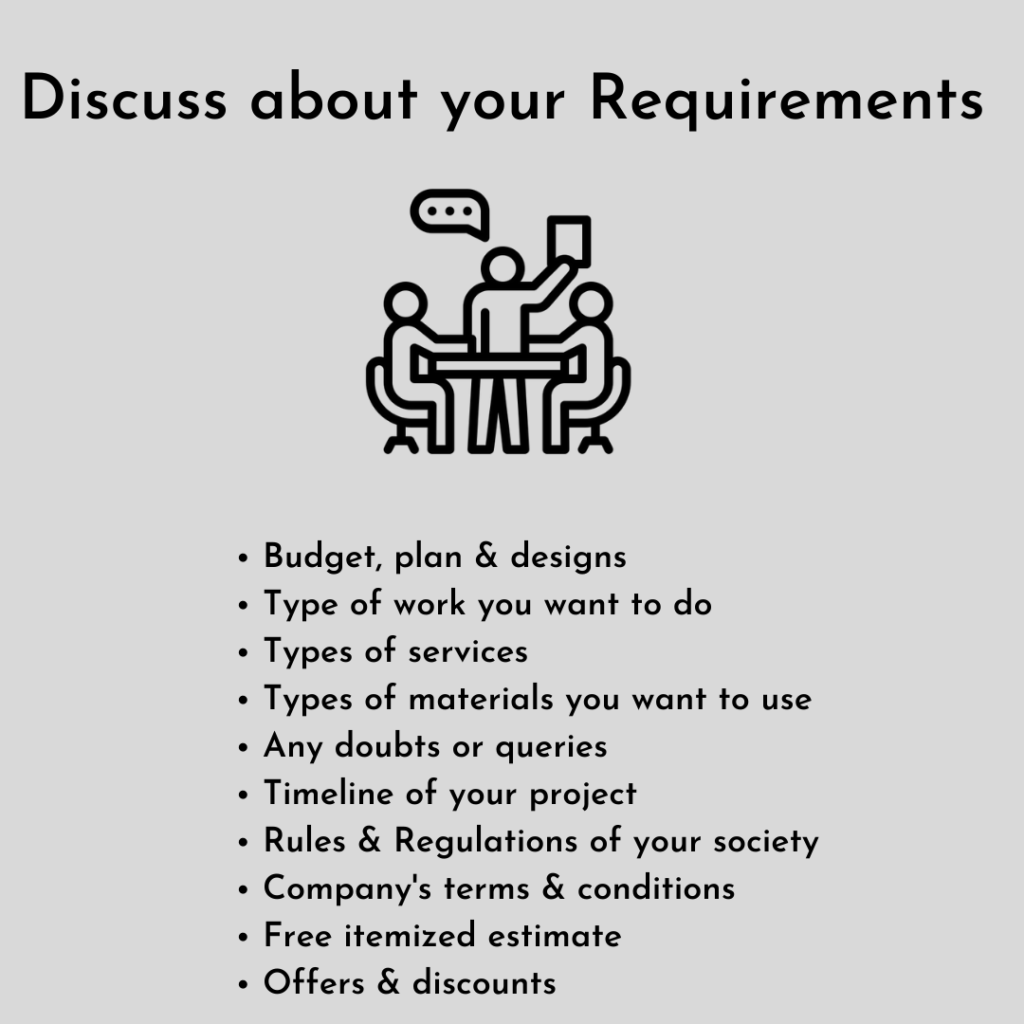 Discuss about your Requirements
• Budget, plan & designs
• Type of work you want to do
• Types of services
• Types of materials you want to use
• Any doubts or queries
• Timeline of your project
• Rules & Regulations of your society
• Company's terms & conditions
• Free itemized estimate
• Offers & discounts